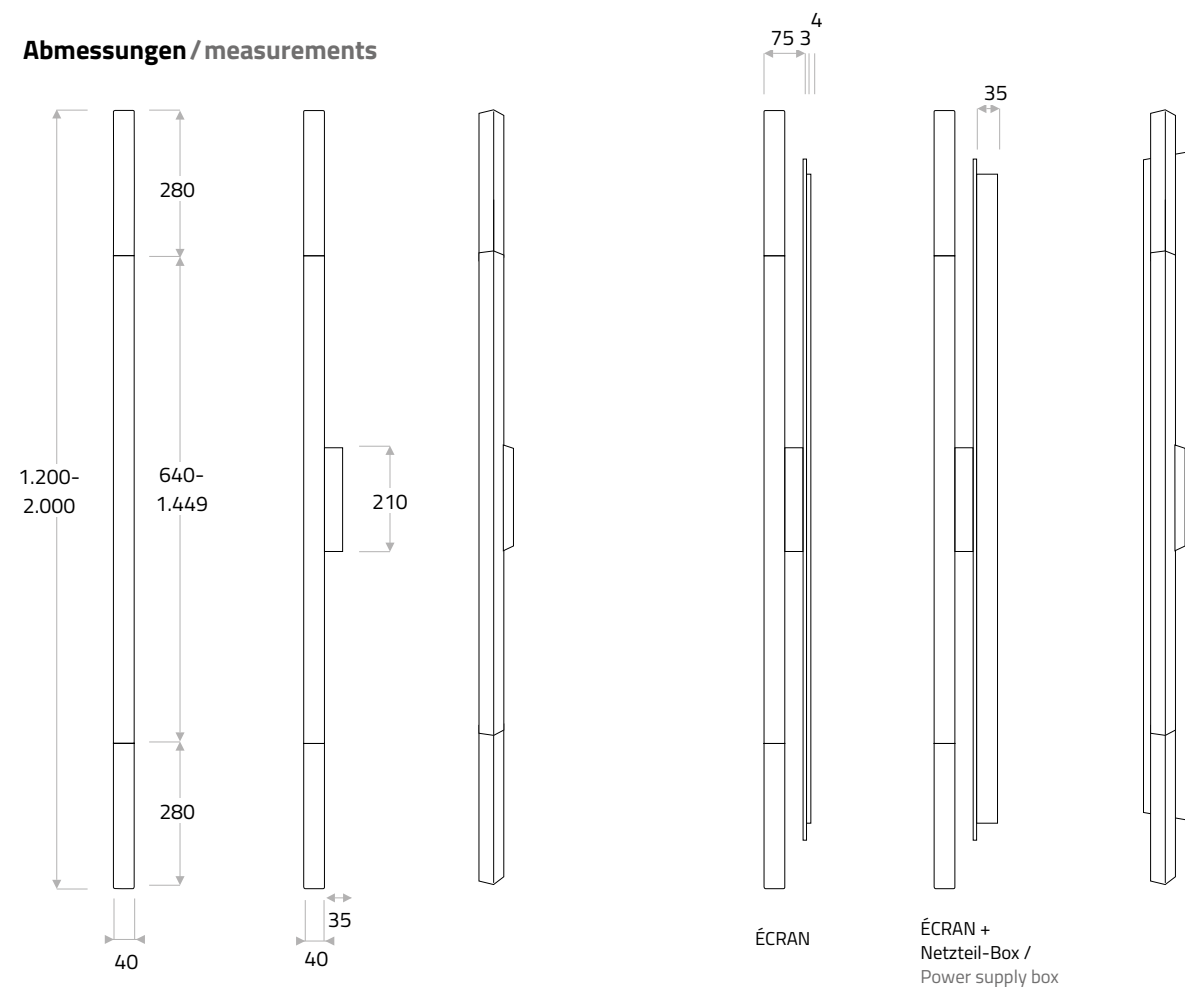 Abmessungen / measurements
4
75 3
35
280
1.200-
2.000
640-
1.449
210
280
35
40
40
ÉCRAN
ÉCRAN +
Netzteil-Box /
Power supply box